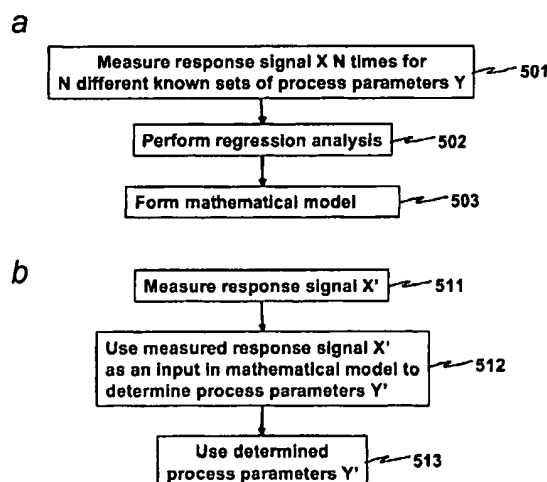 a
Measure response signal X N times for
N different known sets of process parameters Y
501
Perform regression analysis
502
Form mathematical model
503
b
Measure response signal X'
511
Use measured response signal X'
as an input in mathematical model to
determine process parameters Y'
512
Use determined
process parameters Y'
513